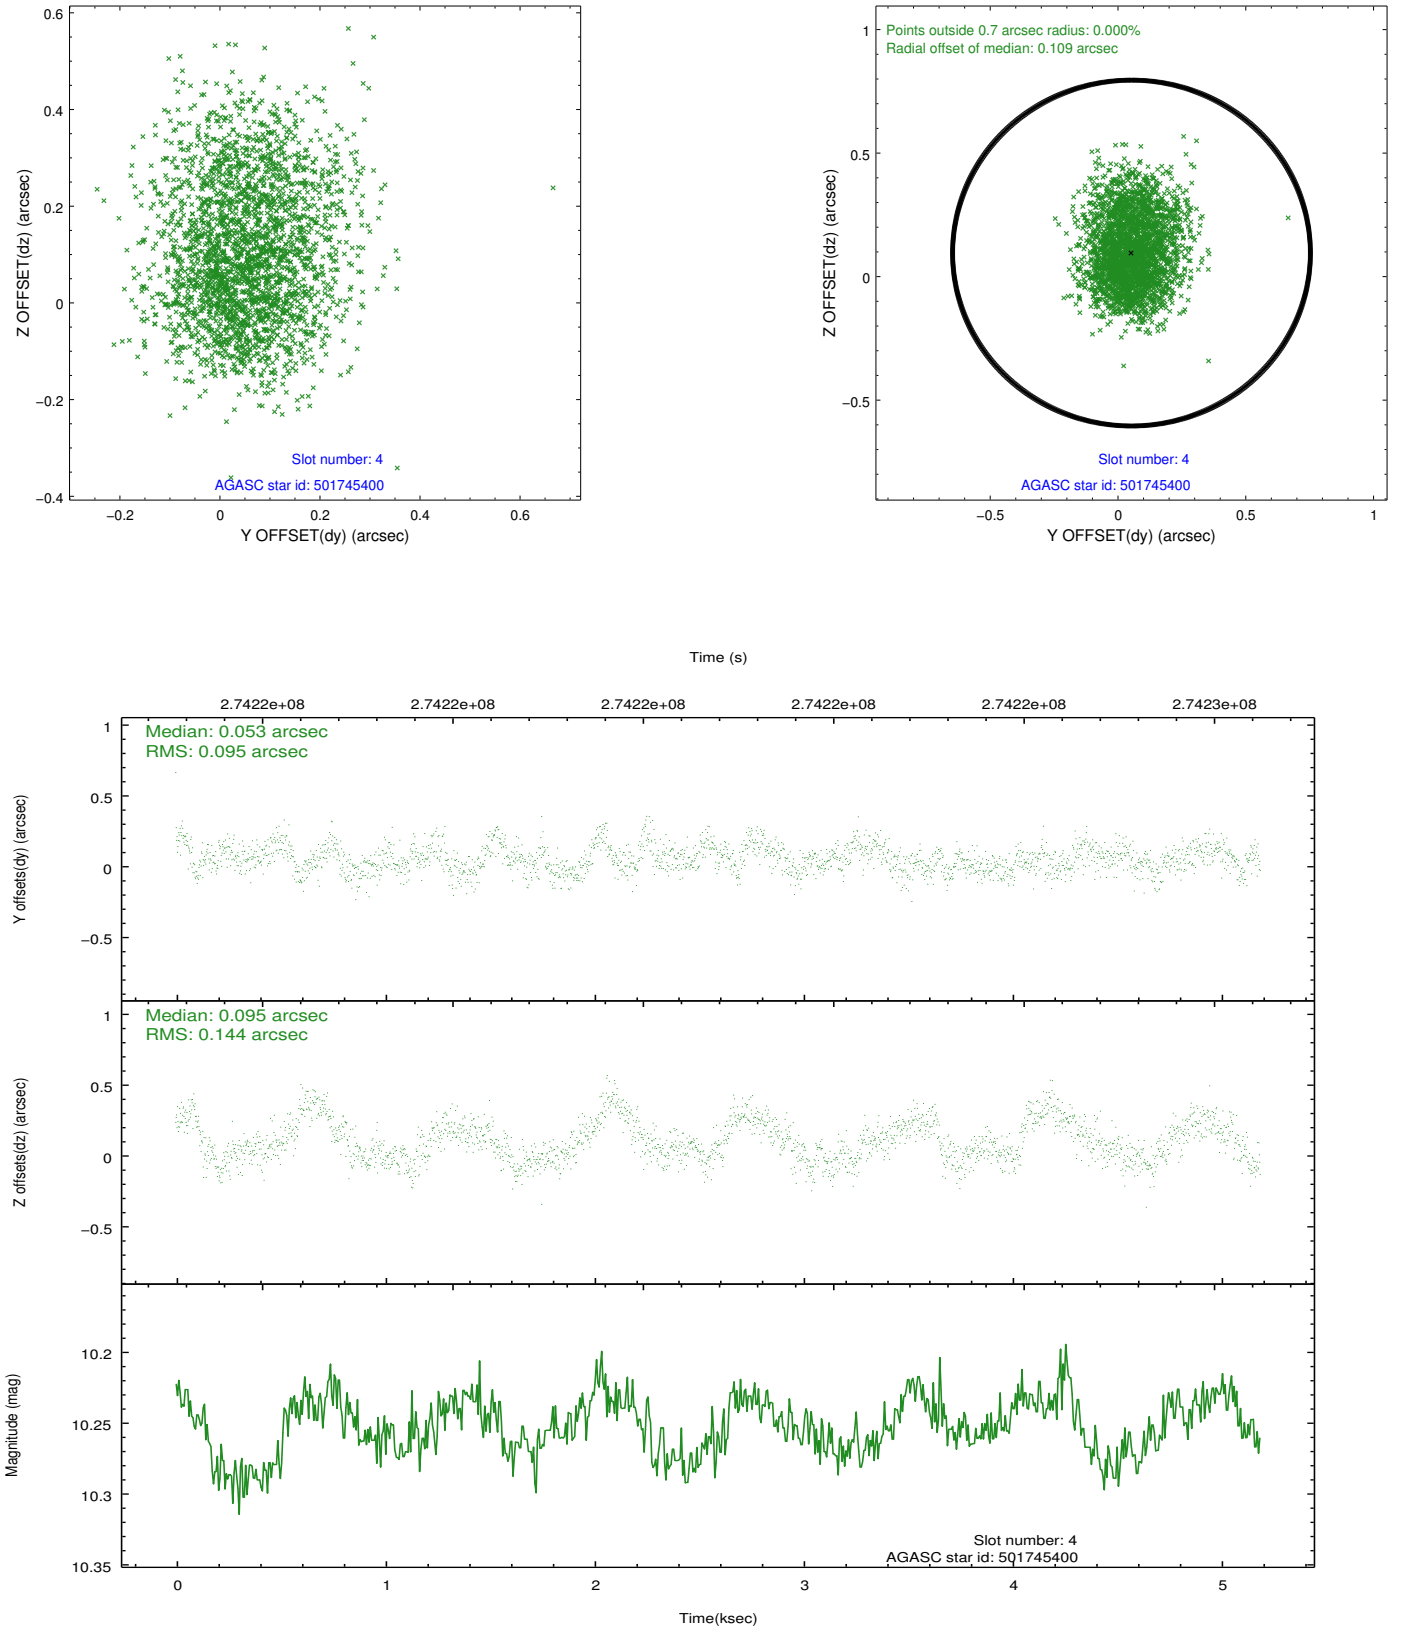 0.6
0.4
0.2
0
−0.2
−0.4
Z OFFSET(dz) (arcsec)
−0.2 0 0.2 0.4 0.6
Y OFFSET(dy) (arcsec)
Slot number: 4
AGASC star id: 501745400
Points outside 0.7 arcsec radius: 0.000%
Radial offset of median: 0.109 arcsec
1
0.5
0
−0.5
Z OFFSET(dz) (arcsec)
−0.5 0 0.5 1
Y OFFSET(dy) (arcsec)
Slot number: 4
AGASC star id: 501745400
Time (s)
2.7422e+08 2.7422e+08 2.7422e+08 2.7422e+08 2.7422e+08 2.7423e+08
Median: 0.053 arcsec
RMS: 0.095 arcsec
1
0.5
0
−0.5
Y offsets(dy) (arcsec)
Median: 0.095 arcsec
RMS: 0.144 arcsec
1
0.5
0
−0.5
Z offsets(dz) (arcsec)
10.2
10.25
10.3
10.35
Magnitude (mag)
Slot number: 4
AGASC star id: 501745400
0 1 2 3 4 5
Time(ksec)